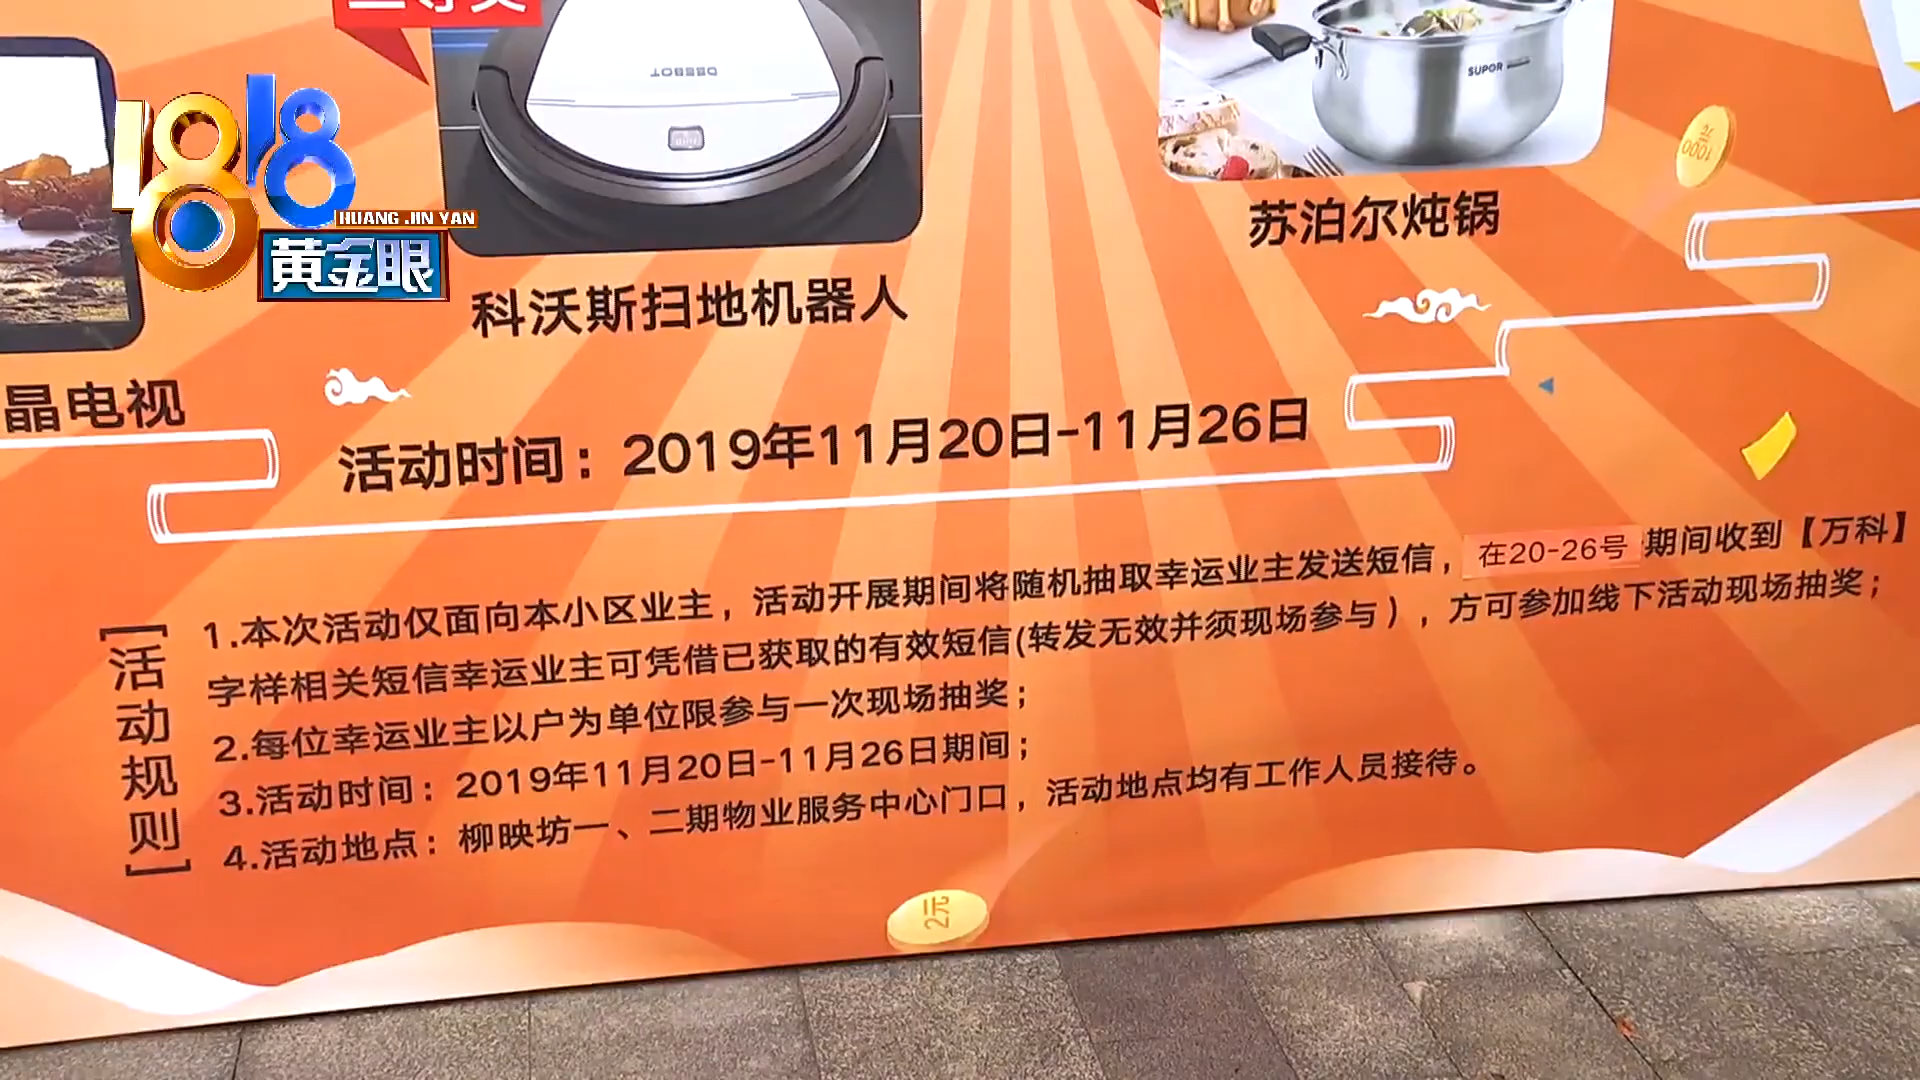 DEEBOT
SUPOR
1000元
1818
HUANG JIN YAN
黄金眼
苏泊尔炖锅
科沃斯扫地机器人
晶电视
活动时间：2019年11月20日-11月26日
[活动规则]
1.本次活动仅面向本小区业主，活动开展期间将随机抽取幸运业主发送短信，在20-26号期间收到【万科】
字样相关短信幸运业主可凭借已获取的有效短信(转发无效并须现场参与），方可参加线下活动现场抽奖；
2.每位幸运业主以户为单位限参与一次现场抽奖；
3.活动时间：2019年11月20日-11月26日期间；
4.活动地点：柳映坊一、二期物业服务中心门口，活动地点均有工作人员接待。
2元